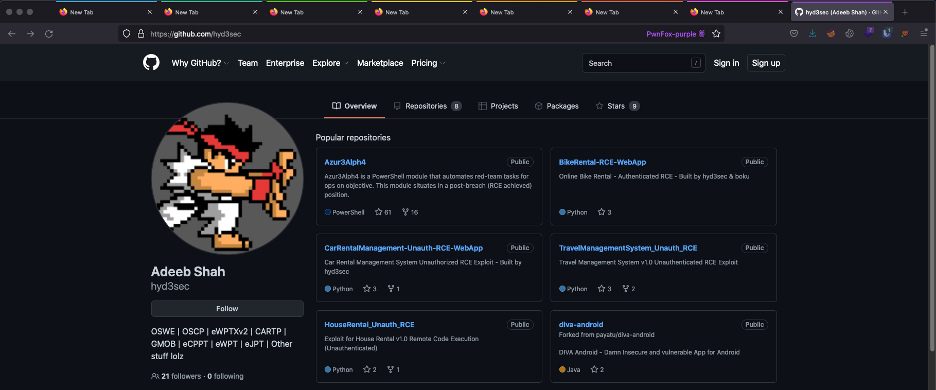 New Tab
New Tab
New Tab
New Tab
New Tab
New Tab
New Tab
hyd3sec (Adeeb Shah) · Git
https://github.com/hyd3sec
PwnFox-purple
Why GitHub?
Team
Enterprise
Explore
Marketplace
Pricing
Search
/
Sign in
Sign up
Overview
Repositories 8
Projects
Packages
Stars 9
Popular repositories
Azur3Alph4
Public
Azur3Alph4 is a PowerShell module that automates red-team tasks for
ops on objective. This module situates in a post-breach (RCE achieved)
position.
PowerShell 61 16
BikeRental-RCE-WebApp
Public
Online Bike Rental - Authenticated RCE - Built by hyd3sec & boku
Python 3
CarRentalManagement-Unauth-RCE-WebApp
Public
Car Rental Management System Unauthorized RCE Exploit - Built by
hyd3sec
Python 3 1
TravelManagementSystem_Unauth_RCE
Public
Travel Management System v1.0 Unauthenticated RCE Exploit
Python 3 2
HouseRental_Unauth_RCE
Public
Exploit for House Rental v1.0 Remote Code Execution
(Unauthenticated)
Python 2 1
diva-android
Public
Forked from payatu/diva-android
DIVA Android - Damn Insecure and vulnerable App for Android
Java 2
Adeeb Shah
hyd3sec
Follow
OSWE | OSCP | eWPTXv2 | CARTP |
GMOB | eCPPT | eWPT | eJPT | Other
stuff lolz
21 followers · 0 following